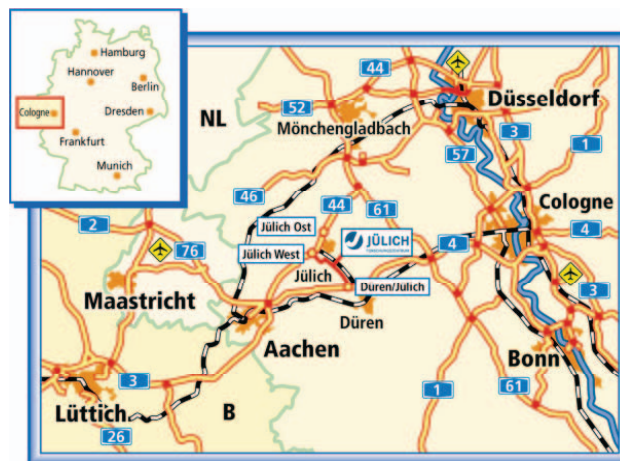 Hamburg
Hannover
Berlin
Cologne
Dresden
Frankfurt
Munich
44
Düsseldorf
NL
52
Mönchengladbach
3
1
57
46
44
61
Cologne
2
Jülich Ost
JÜLICH
4
4
76
Jülich West
Jülich
Düren/Jülich
3
Maastricht
Düren
Aachen
Bonn
3
1
61
Lüttich
B
26